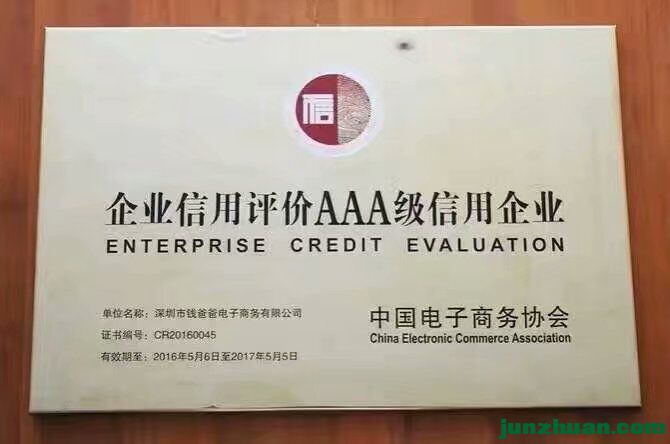 信
企业信用评价AAA级信用企业
ENTERPRISE CREDIT EVALUATION
单位名称：深圳市钱爸爸电子商务有限公司
证书编号：CR20160045
有效期至：2016年5月6日至2017年5月5日
中国电子商务协会
China Electronic Commerce Association
junzhuan.com